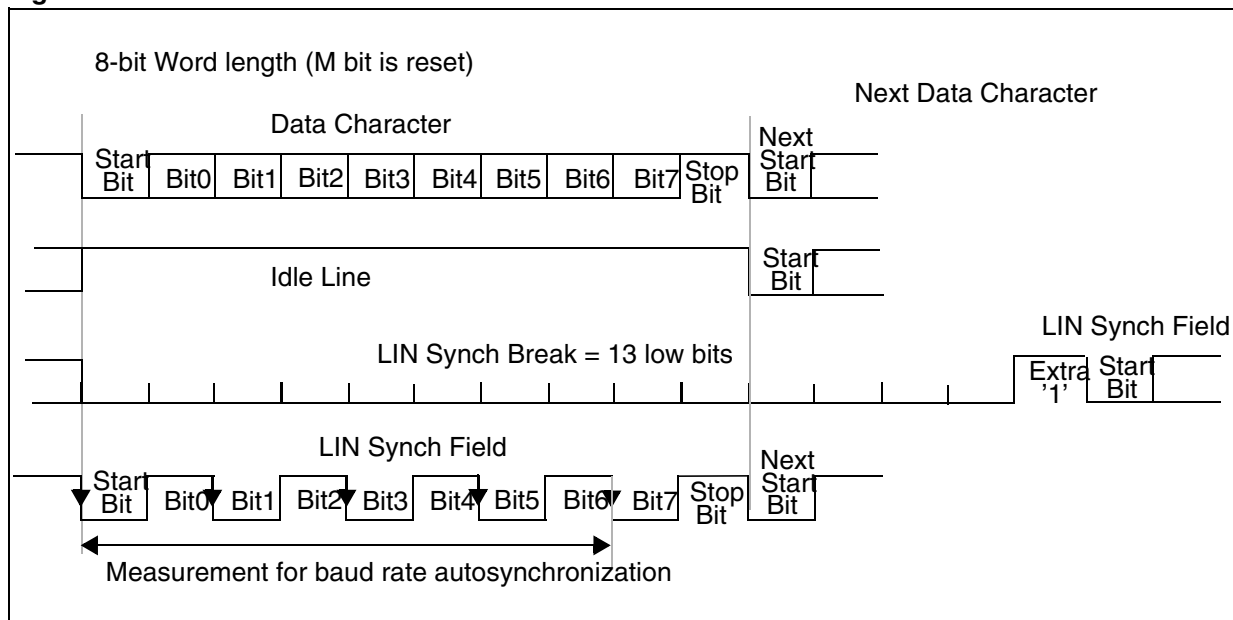 8-bit Word length (M bit is reset)
Next Data Character
Data Character
Start Bit
Bit0
Bit1
Bit2
Bit3
Bit4
Bit5
Bit6
Bit7
Stop Bit
Next Start Bit
Idle Line
Start Bit
LIN Synch Field
LIN Synch Break = 13 low bits
Extra '1'
Start Bit
LIN Synch Field
Start Bit
Bit0
Bit1
Bit2
Bit3
Bit4
Bit5
Bit6
Bit7
Stop Bit
Next Start Bit
Measurement for baud rate autosynchronization